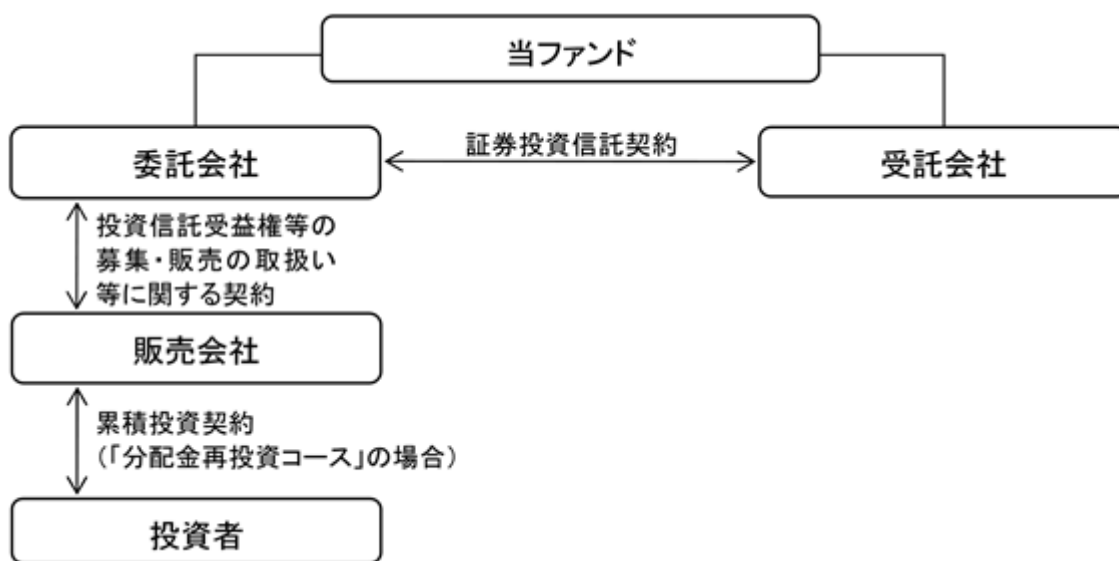 当ファンド
委託会社
証券投資信託契約
受託会社
投資信託受益権等の
募集・販売の取扱い
等に関する契約
販売会社
累積投資契約
(「分配金再投資コース」の場合)
投資者